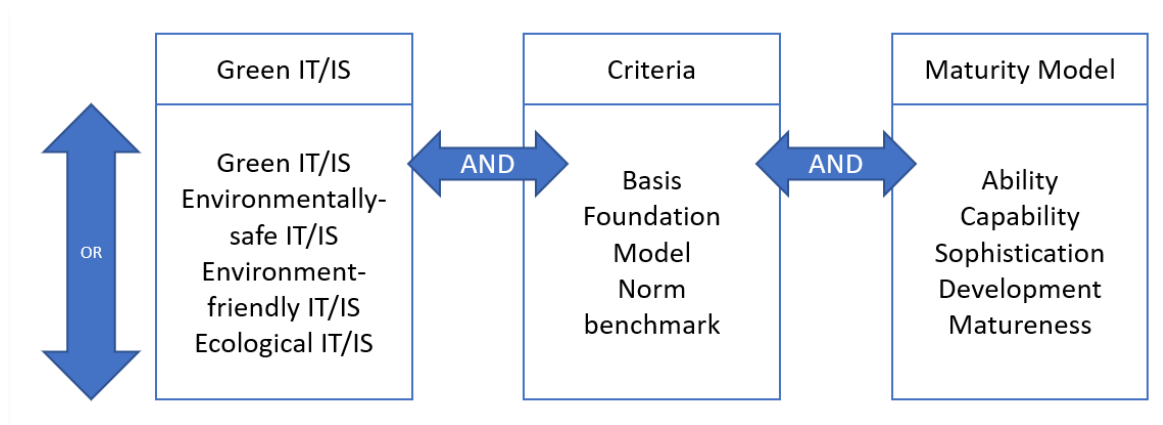 Green IT/IS
Criteria
Maturity Model
OR
Green IT/IS
Environmentally-
safe IT/IS
Environment-
friendly IT/IS
Ecological IT/IS
AND
Basis
Foundation
Model
Norm
benchmark
AND
Ability
Capability
Sophistication
Development
Matureness